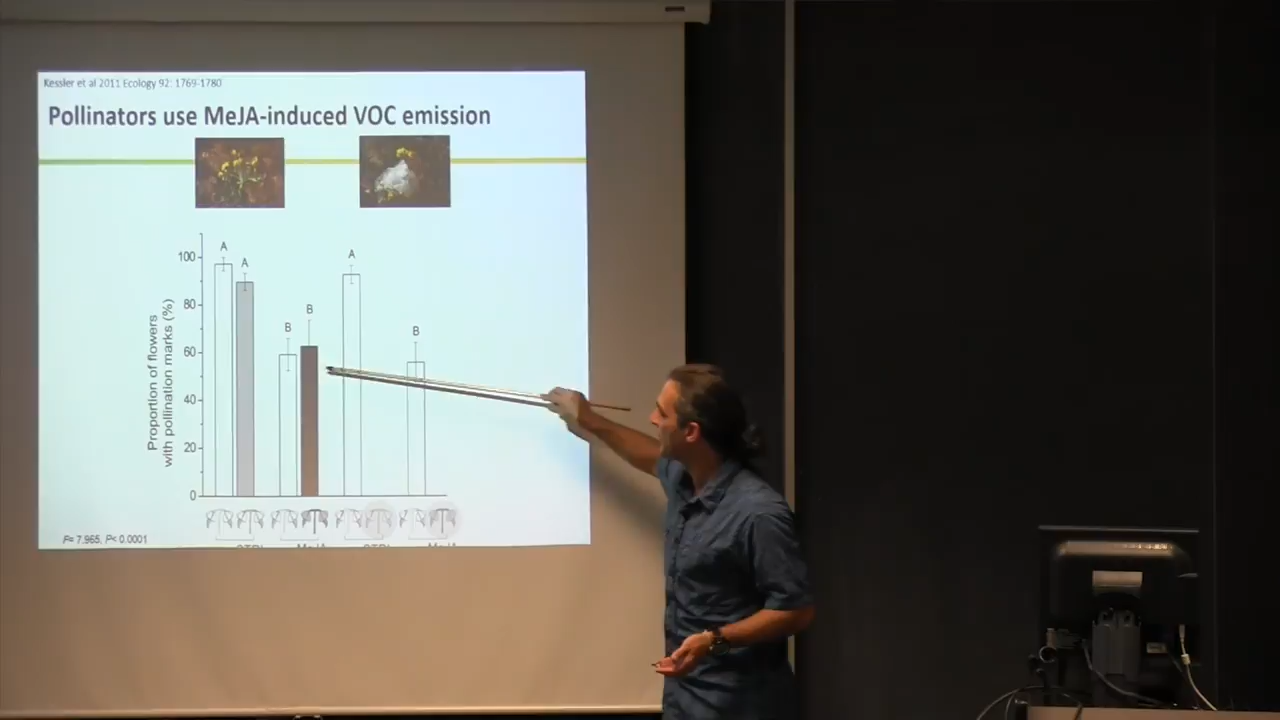 Kessler et al 2011 Ecology 92: 1769-1780
Pollinators use MeJA-induced VOC emission
Proportion of flowers
with pollination marks (%)
100
80
60
40
20
0
A
A
B
B
A
B
F= 7.965, P< 0.0001